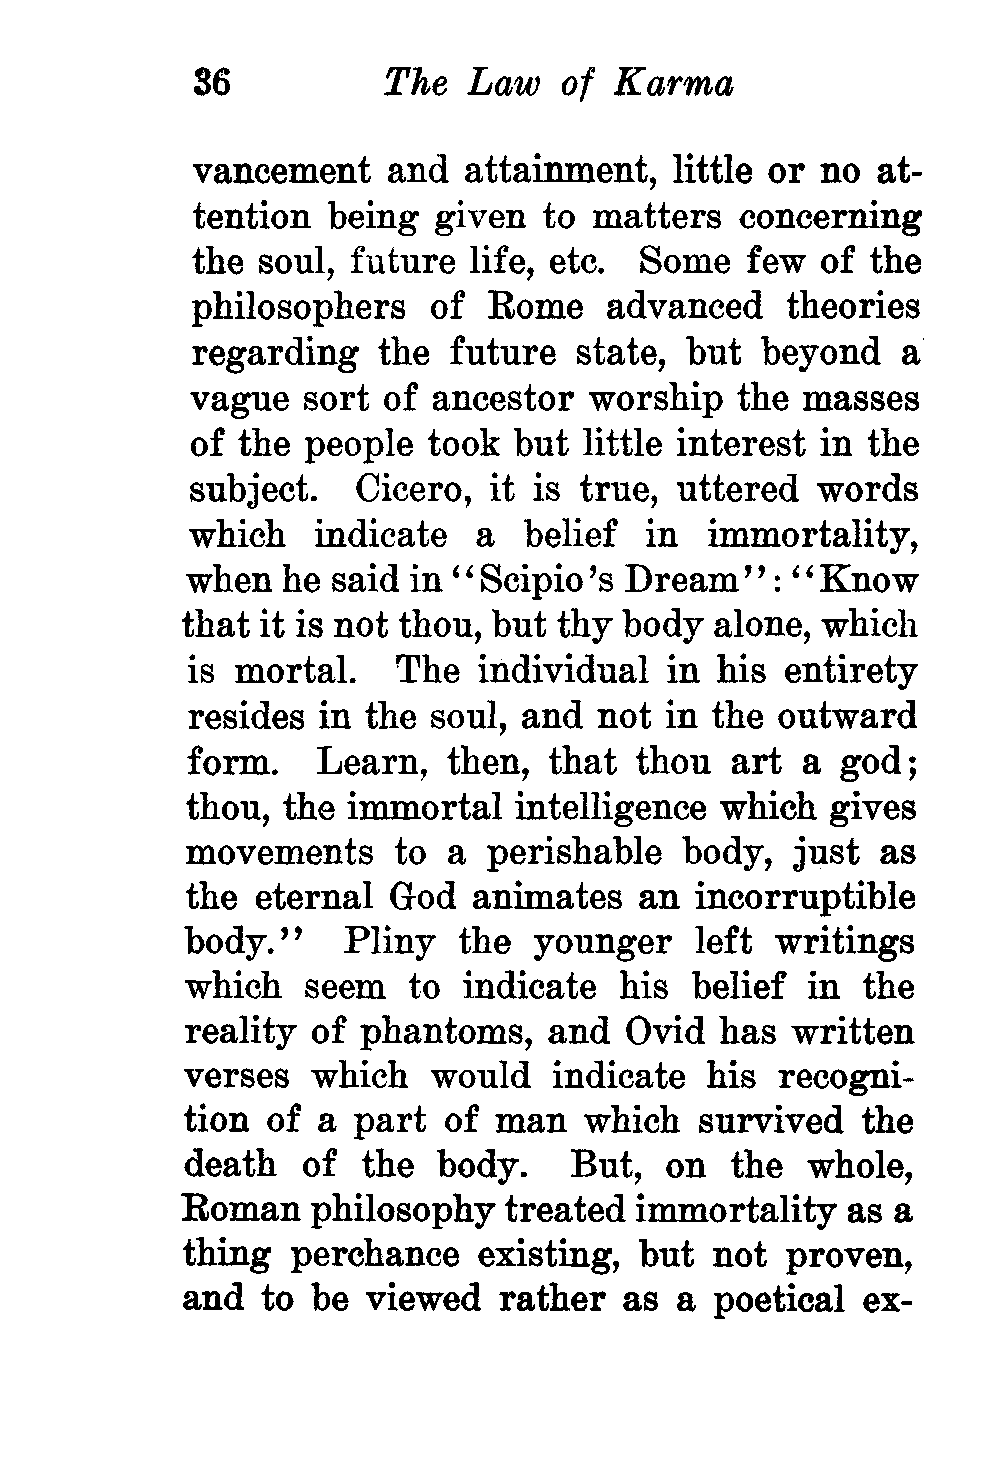 36 The Law of Karma
vancement and attainment, little or no at-
tention being given to matters concerning
the soul, future life, etc. Some few of the
philosophers of Rome advanced theories
regarding the future state, but beyond a
vague sort of ancestor worship the masses
of the people took but little interest in the
subject. Cicero, it is true, uttered words
which indicate a belief in immortality,
when he said in "Scipio's Dream": "Know
that it is not thou, but thy body alone, which
is mortal. The individual in his entirety
resides in the soul, and not in the outward
form. Learn, then, that thou art a god;
thou, the immortal intelligence which gives
movements to a perishable body, just as
the eternal God animates an incorruptible
body." Pliny the younger left writings
which seem to indicate his belief in the
reality of phantoms, and Ovid has written
verses which would indicate his recogni-
tion of a part of man which survived the
death of the body. But, on the whole,
Roman philosophy treated immortality as a
thing perchance existing, but not proven,
and to be viewed rather as a poetical ex-